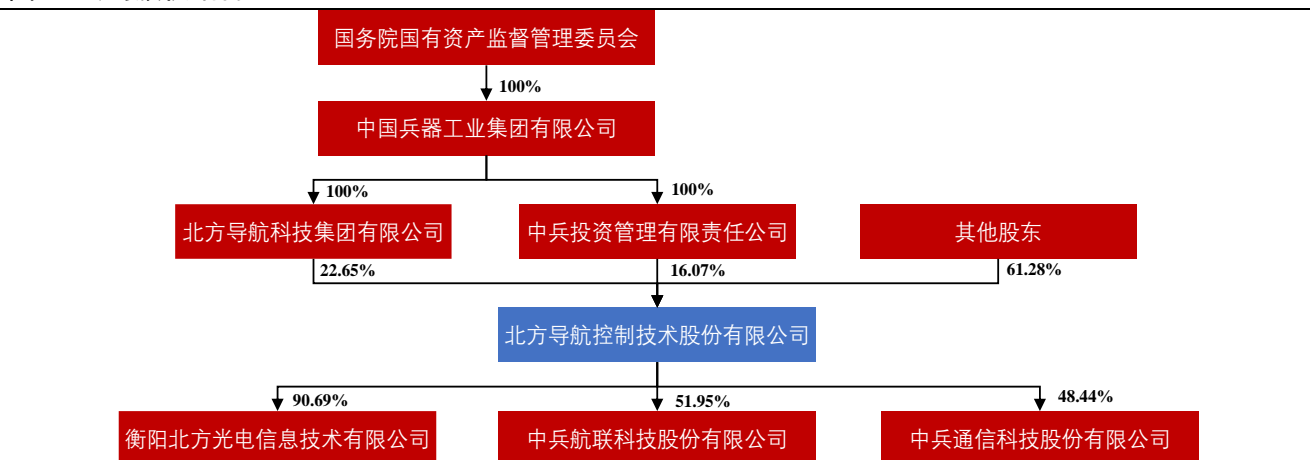 国务院国有资产监督管理委员会
100%
中国兵器工业集团有限公司
100%
100%
北方导航科技集团有限公司
中兵投资管理有限责任公司
其他股东
22.65%
16.07%
61.28%
北方导航控制技术股份有限公司
90.69%
51.95%
48.44%
衡阳北方光电信息技术有限公司
中兵航联科技股份有限公司
中兵通信科技股份有限公司